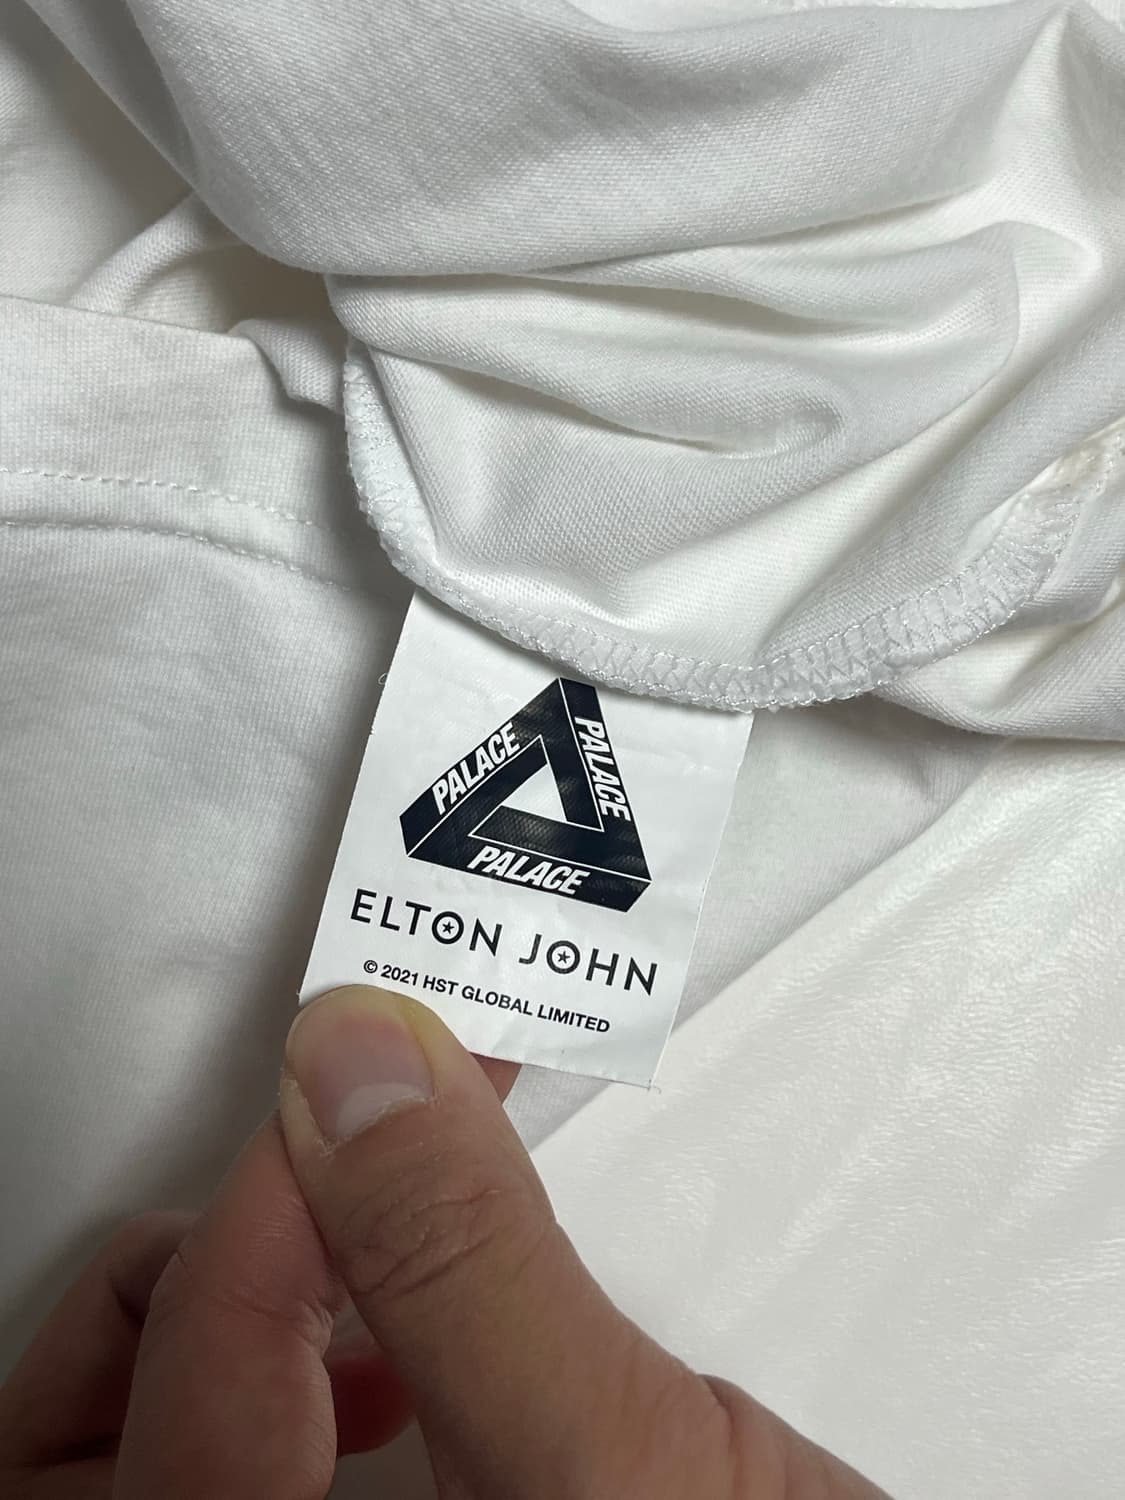 PALACE
PALACE
PALACE
ELTON JOHN
© 2021 HST GLOBAL LIMITED